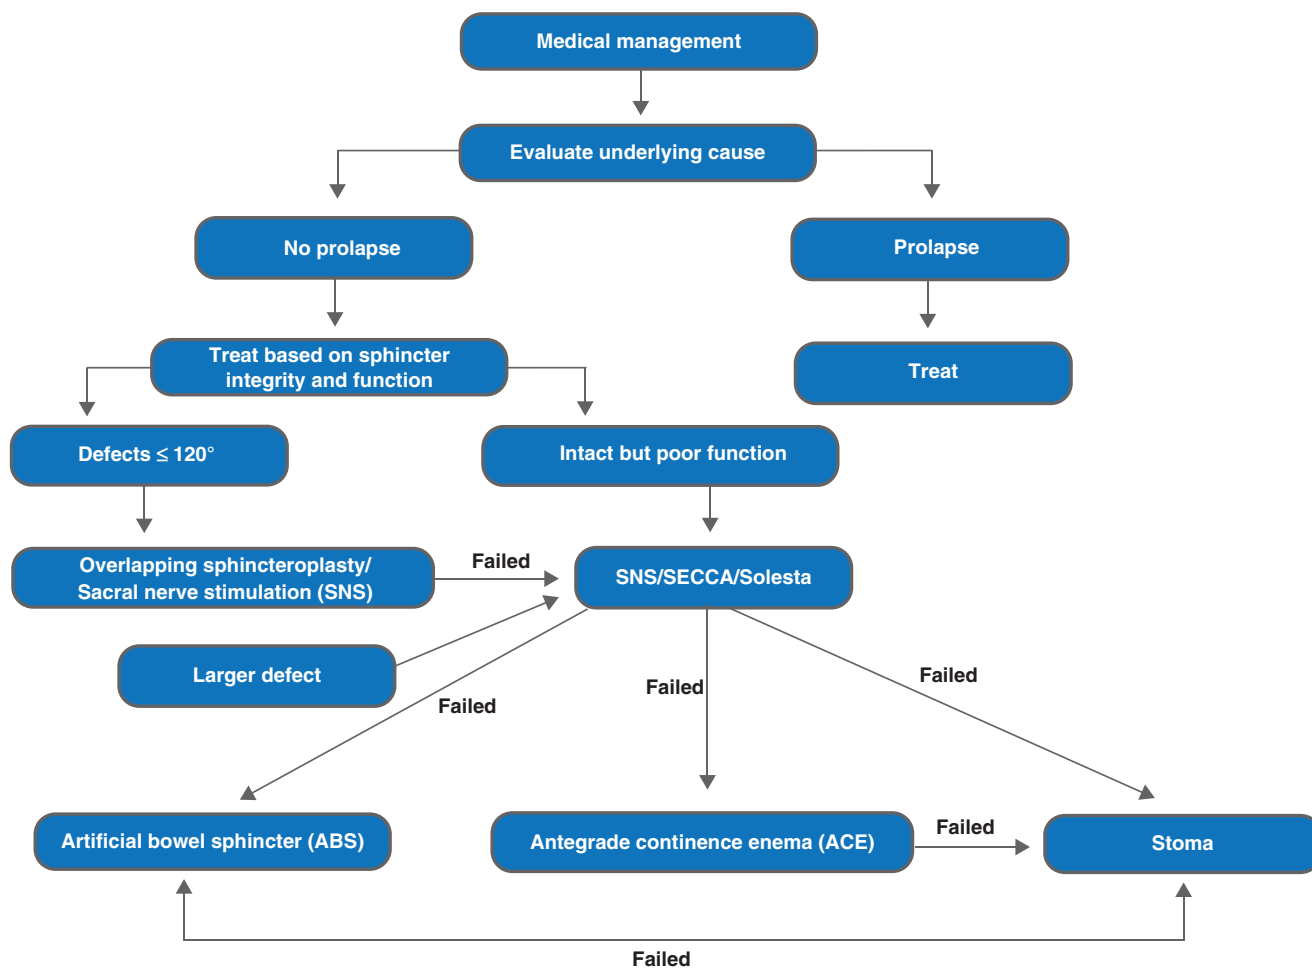 Medical management
Evaluate underlying cause
No prolapse
Prolapse
Treat based on sphincter
integrity and function
Treat
Defects ≤ 120°
Intact but poor function
Overlapping sphincteroplasty/
Sacral nerve stimulation (SNS)
Failed
SNS/SECCA/Solesta
Larger defect
Failed
Failed
Failed
Artificial bowel sphincter (ABS)
Antegrade continence enema (ACE)
Failed
Stoma
Failed